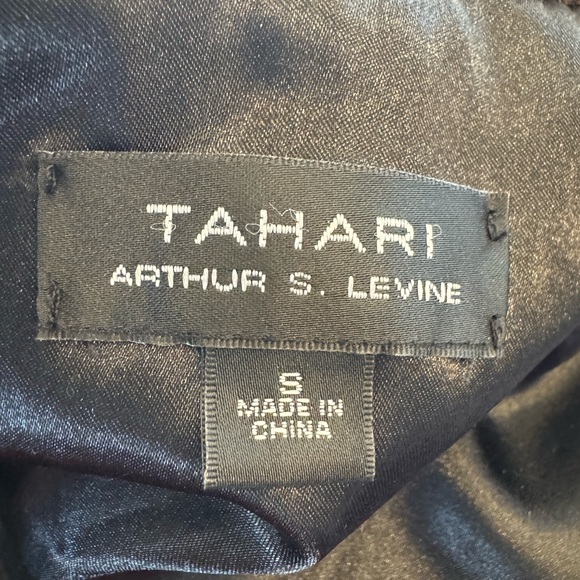 TAHARI
ARTHUR S. LEVINE
S
MADE IN
CHINA